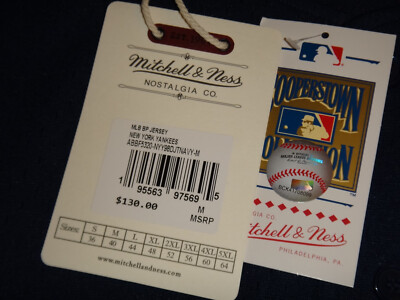 Mitchell & Ness
NOSTALGIA CO.
MLB BP JERSEY
NEW YORK YANKEES
ABBF5320-NYY98DJTNAVY-M
1 95563 97569 5
M
$130.00
MSRP
Sizes: S M L XL 2XL 3XL 4XL 5XL
36 40 44 48 52 56 60 64
www.mitchellandness.com
COOPERSTOWN
COLLECTION
Mitchell & Ness
PHILADELPHIA, PA